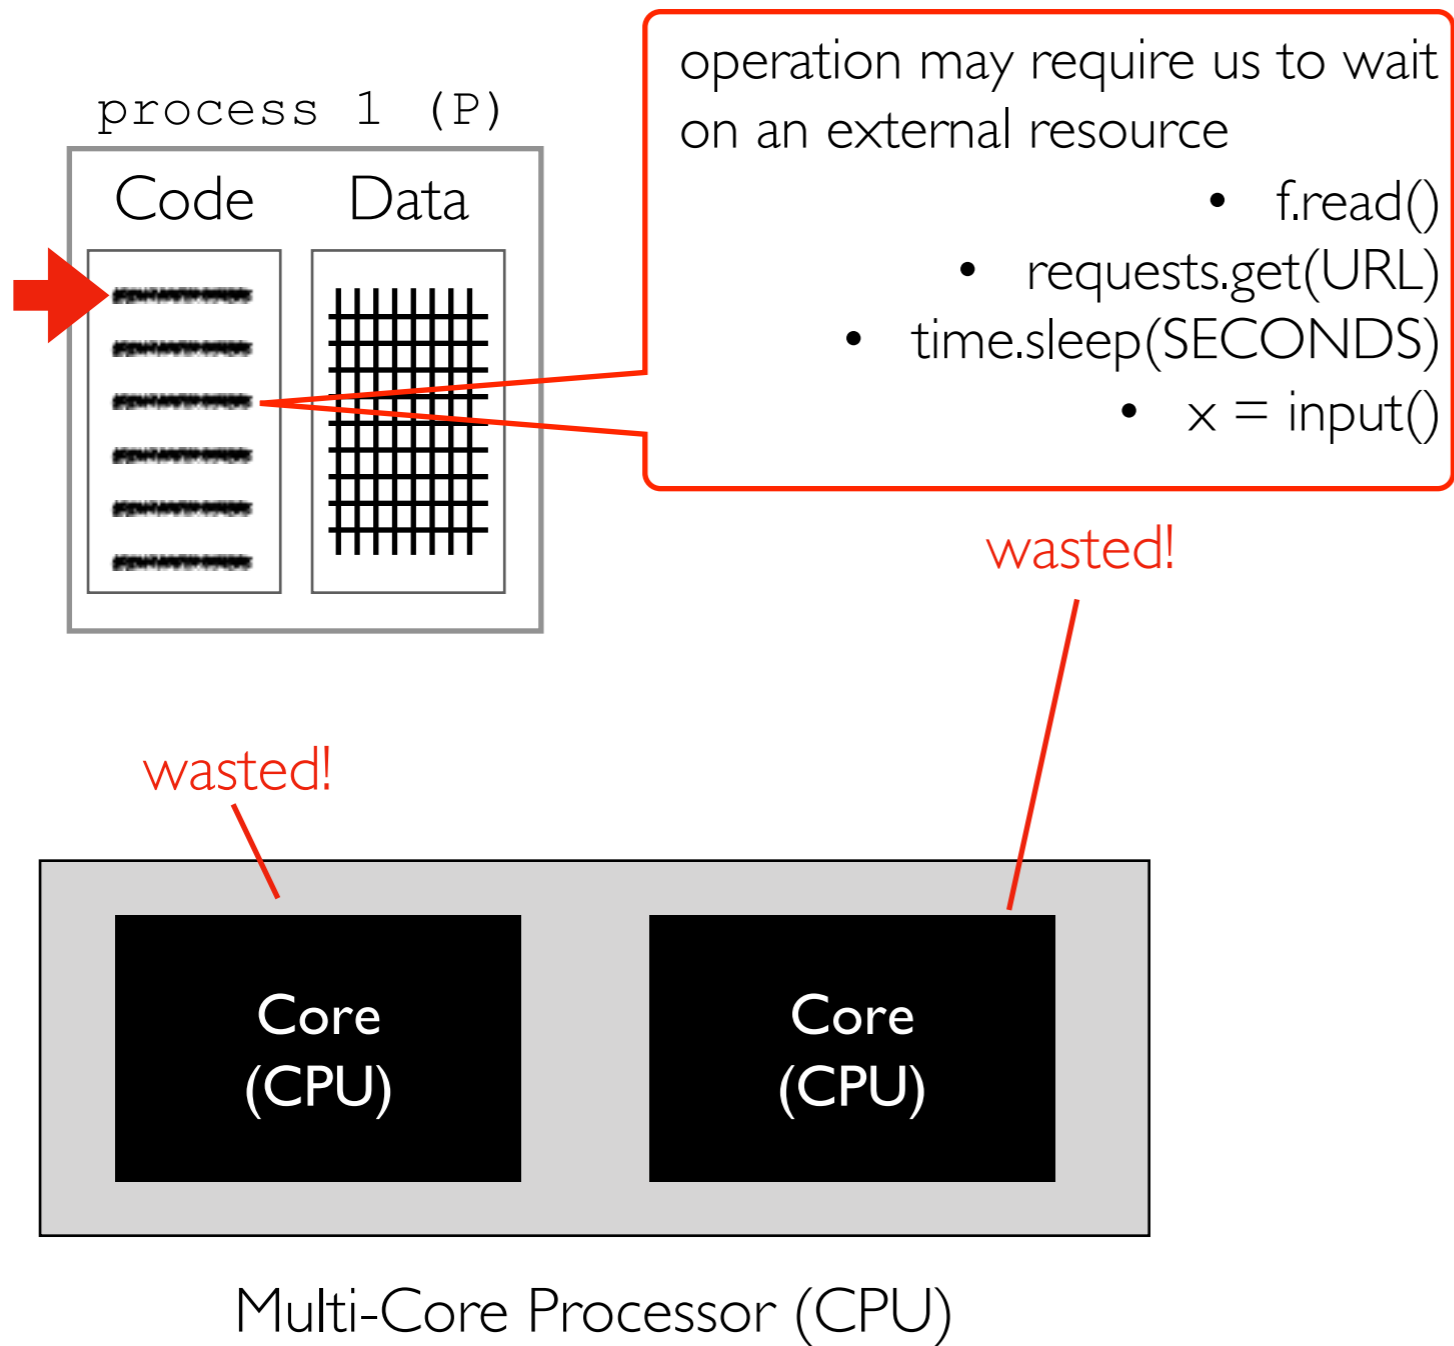 process 1 (P)
Code
Data
operation may require us to wait
on an external resource
• f.read()
• requests.get(URL)
• time.sleep(SECONDS)
• x = input()
wasted!
wasted!
Core
(CPU)
Core
(CPU)
Multi-Core Processor (CPU)